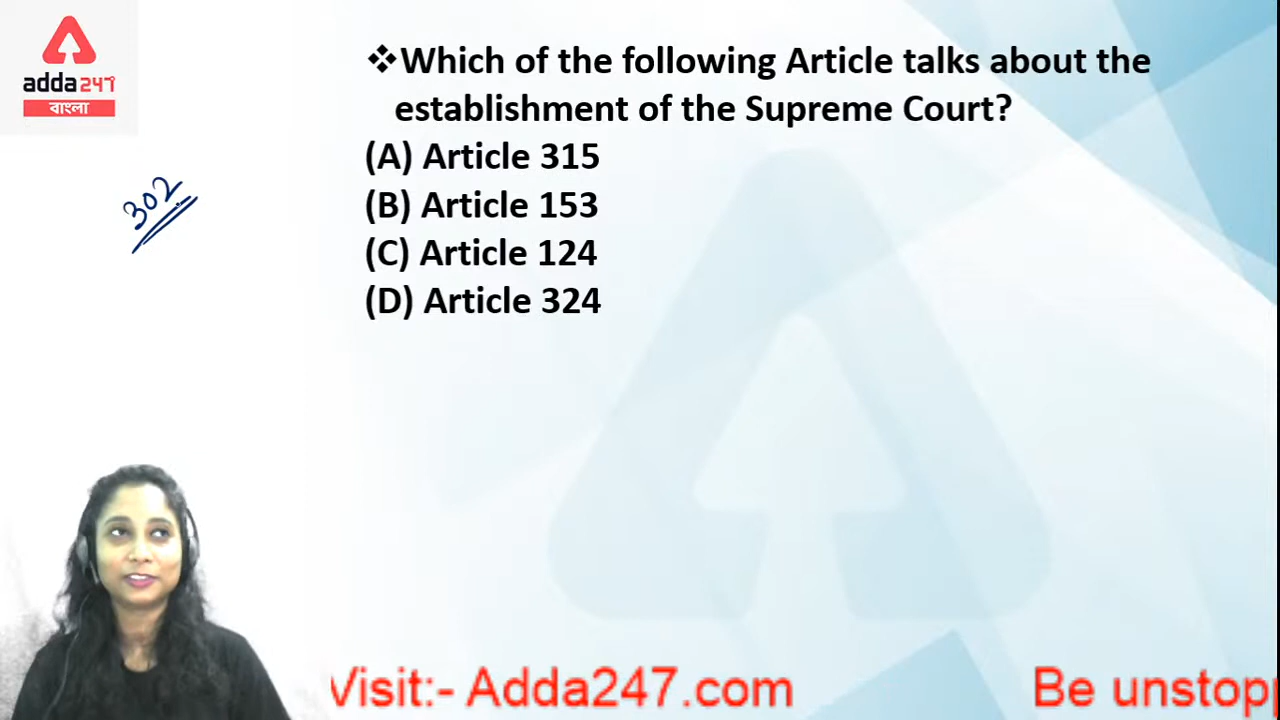 adda247
বাংলা
302
❖Which of the following Article talks about the
establishment of the Supreme Court?
(A) Article 315
(B) Article 153
(C) Article 124
(D) Article 324
Visit:- Adda247.com
Be unstopp